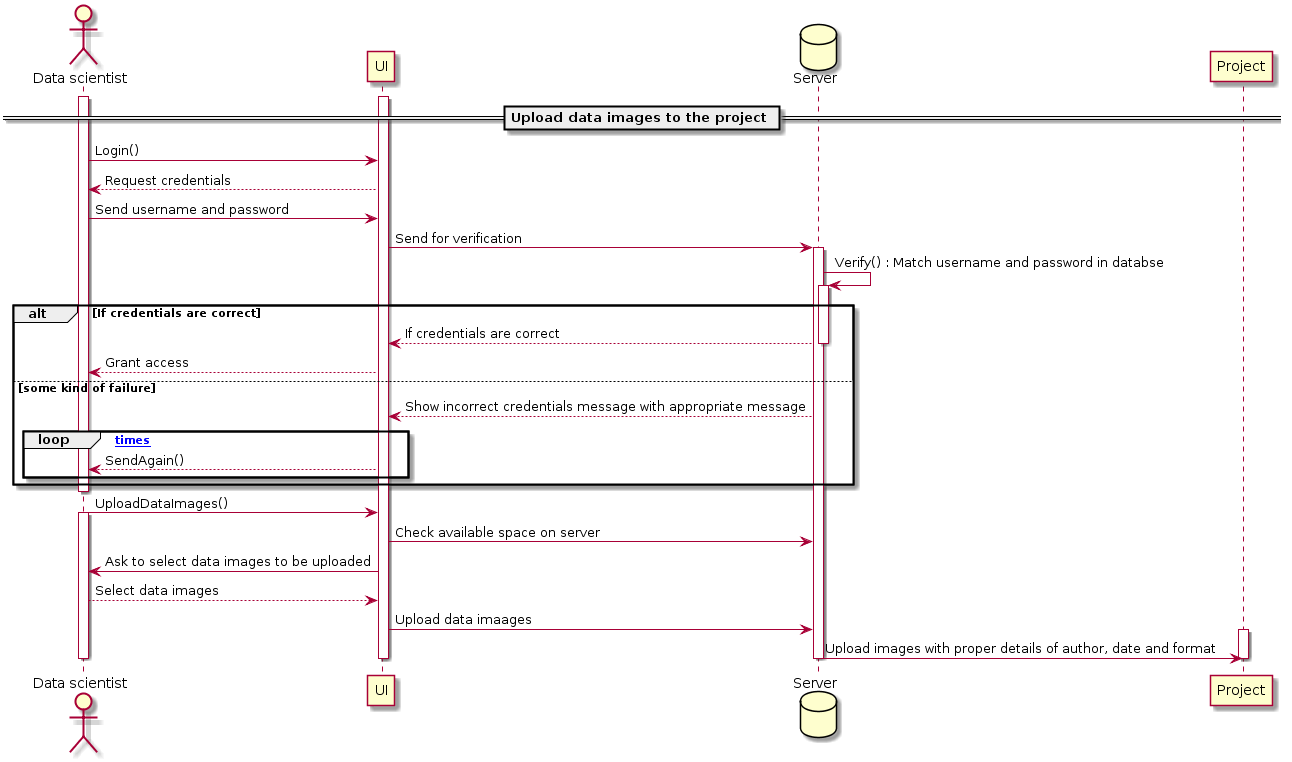 Data scientist
UI
Server
Project
Upload data images to the project
Login()
Request credentials
Send username and password
Send for verification
Verify() : Match username and password in databse
alt
[If credentials are correct]
If credentials are correct
Grant access
[some kind of failure]
Show incorrect credentials message with appropriate message
loop
times
SendAgain()
UploadDataImages()
Check available space on server
Ask to select data images to be uploaded
Select data images
Upload data imaages
Upload images with proper details of author, date and format
Data scientist
UI
Server
Project